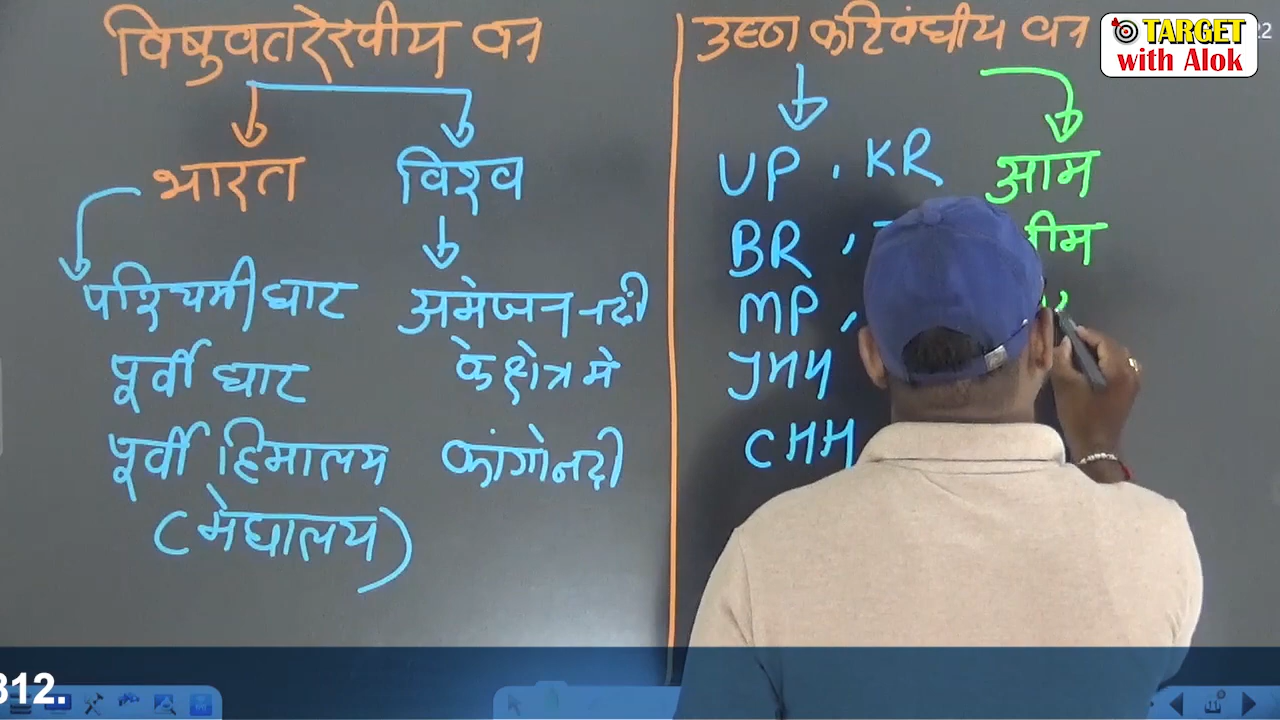 विषुवतरेखीय वन
भारत
विश्व
पश्चिमी घाट
पूर्वी घाट
पूर्वी हिमालय
(मेघालय)
अमेजन नदी
के क्षेत्र मे
कांगो नदी
उष्ण कटिबंधीय वन
UP, KR
BR,
MP,
JHH
CHH
आम
TARGET
with Alok
312.